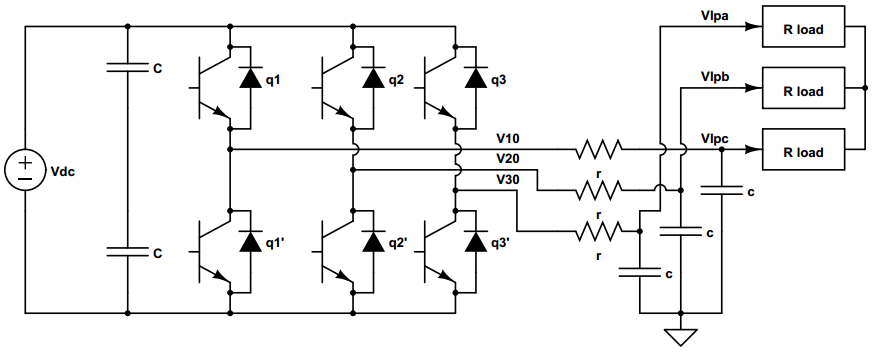 Vlpa
R load
C
q1
q2
q3
Vlpb
R load
V10
Vlpc
R load
+
−
Vdc
V20
r
V30
c
r
c
C
q1'
q2'
q3'
r
c